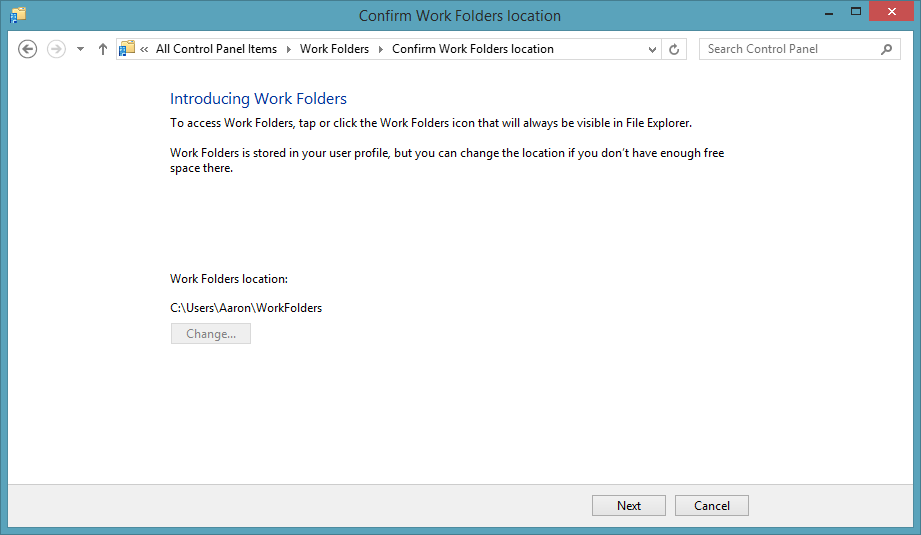 Confirm Work Folders location
« All Control Panel Items Work Folders Confirm Work Folders location
Search Control Panel
Introducing Work Folders
To access Work Folders, tap or click the Work Folders icon that will always be visible in File Explorer.
Work Folders is stored in your user profile, but you can change the location if you don't have enough free
space there.
Work Folders location:
C:\Users\Aaron\WorkFolders
Change...
Next Cancel